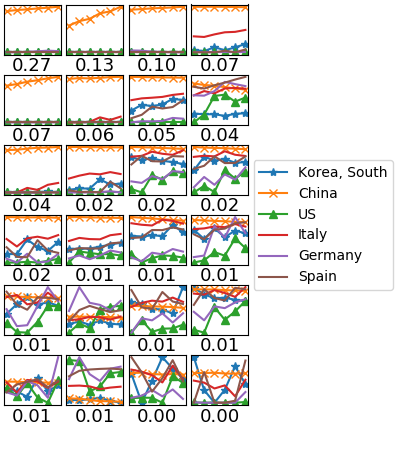 0.27 0.13 0.10 0.07
0.07 0.06 0.05 0.04
0.04 0.02 0.02 0.02
Korea, South
China
US
Italy
Germany
Spain
0.02 0.01 0.01 0.01
0.01 0.01 0.01 0.01
0.01 0.01 0.00 0.00